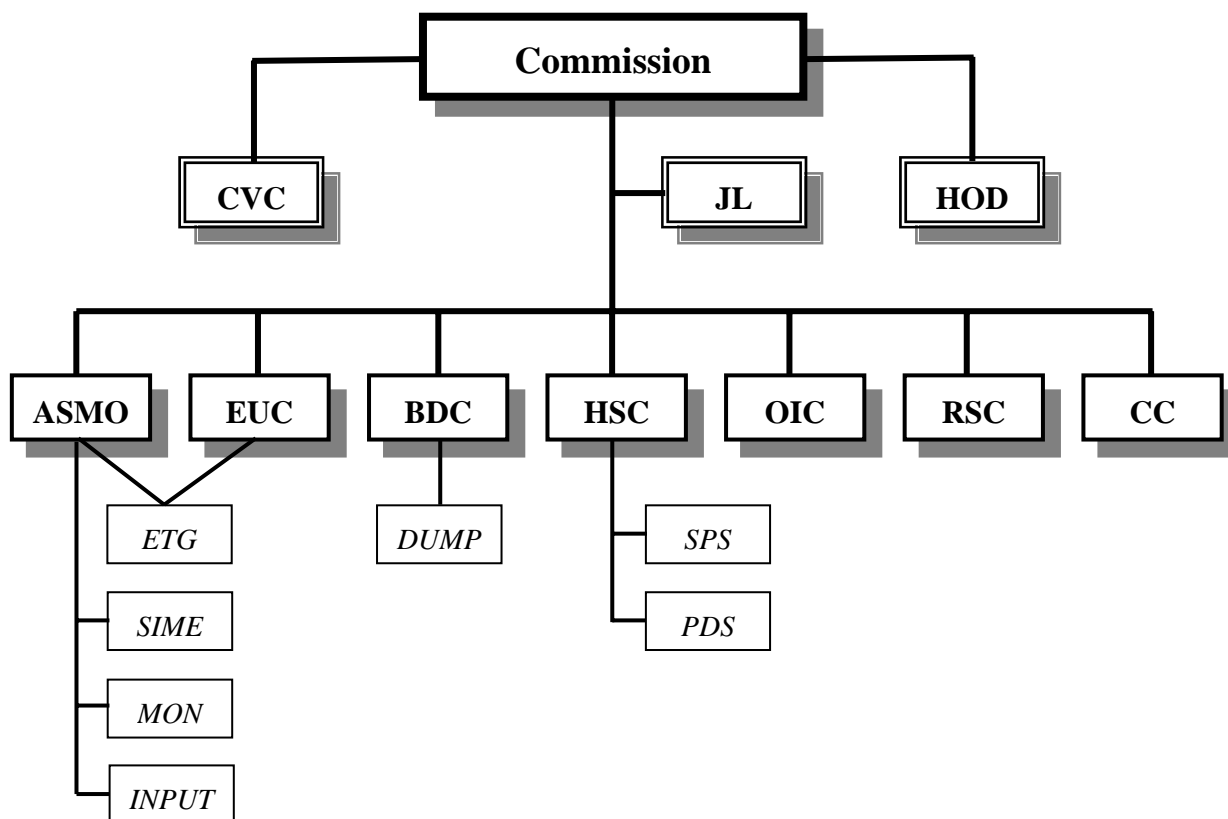 Commission
CVC
JL
HOD
ASMO
EUC
BDC
HSC
OIC
RSC
CC
ETG
DUMP
SPS
SIME
PDS
MON
INPUT